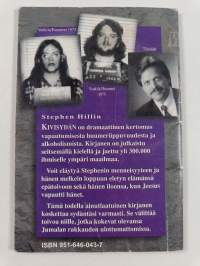 Stephen Hillin
KIVISYDÄN on dramaattinen kertomus
vapautumisesta huumeriippuvuudesta ja
alkoholismista. Kirjanen on julkaistu
seitsemällä kielellä ja jaettu yli 300.000
ihmiselle ympäri maailmaa.
Voit eläytyä Stephenin menneisyyteen ja
hänen melkein loppuun eletyn elämänsä
epätoivoon sekä hänen iloonsa, kun Jeesus
vapautti hänet.
Tämä todella ainutlaatuinen kirjanen
koskettaa sydäntäsi varmasti. Se välittää
toivoa niille, jotka kokevat olevansa
Jumalan rakkauden ulottumattomissa.
ISBN 951-646-043-7